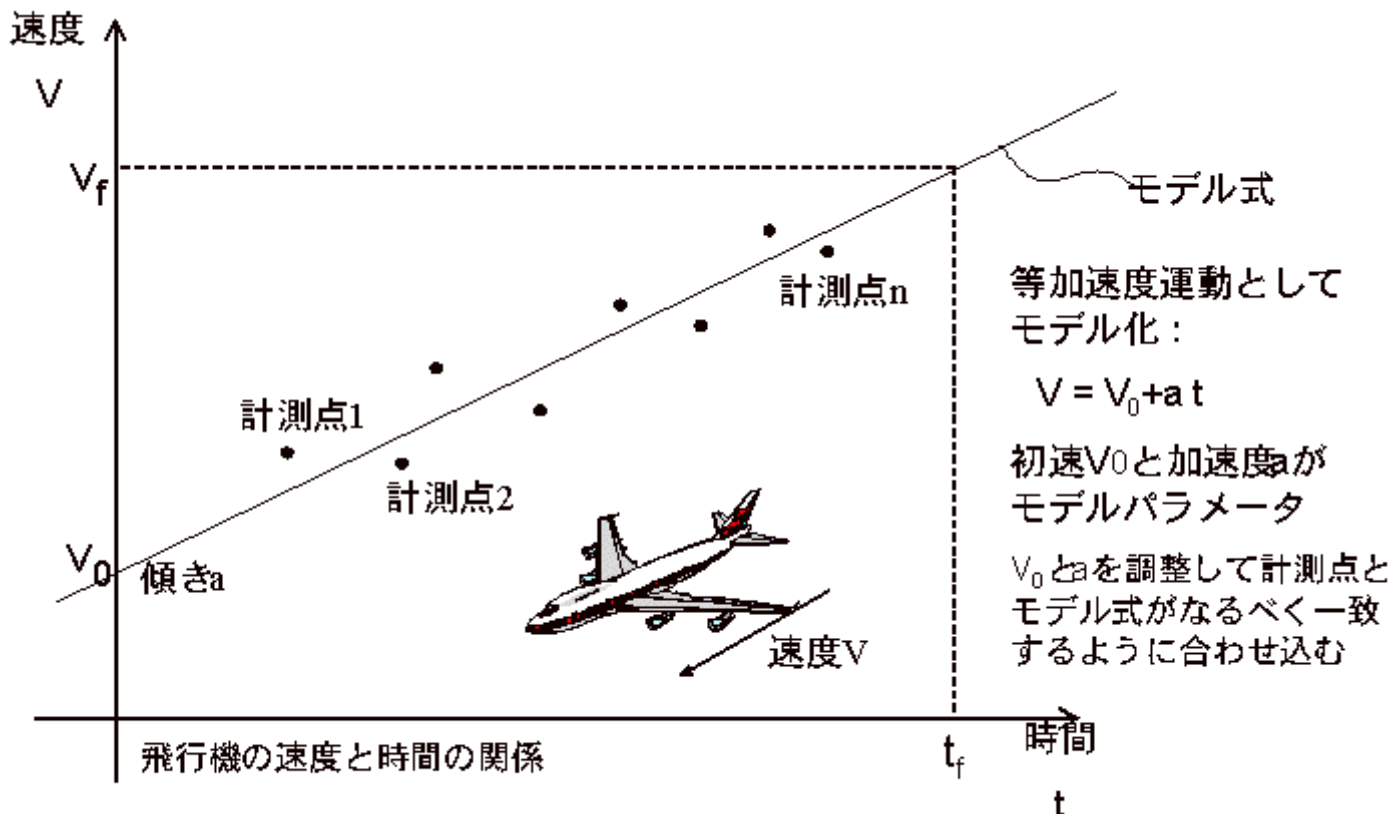 速度
V
Vf
モデル式
計測点n
等加速度運動として
モデル化：
V = V0+a t
計測点1
初速V0と加速度aが
モデルパラメータ
計測点2
V0
傾きa
V0とaを調整して計測点と
モデル式がなるべく一致
するように合わせ込む
速度V
飛行機の速度と時間の関係
tf
時間
t